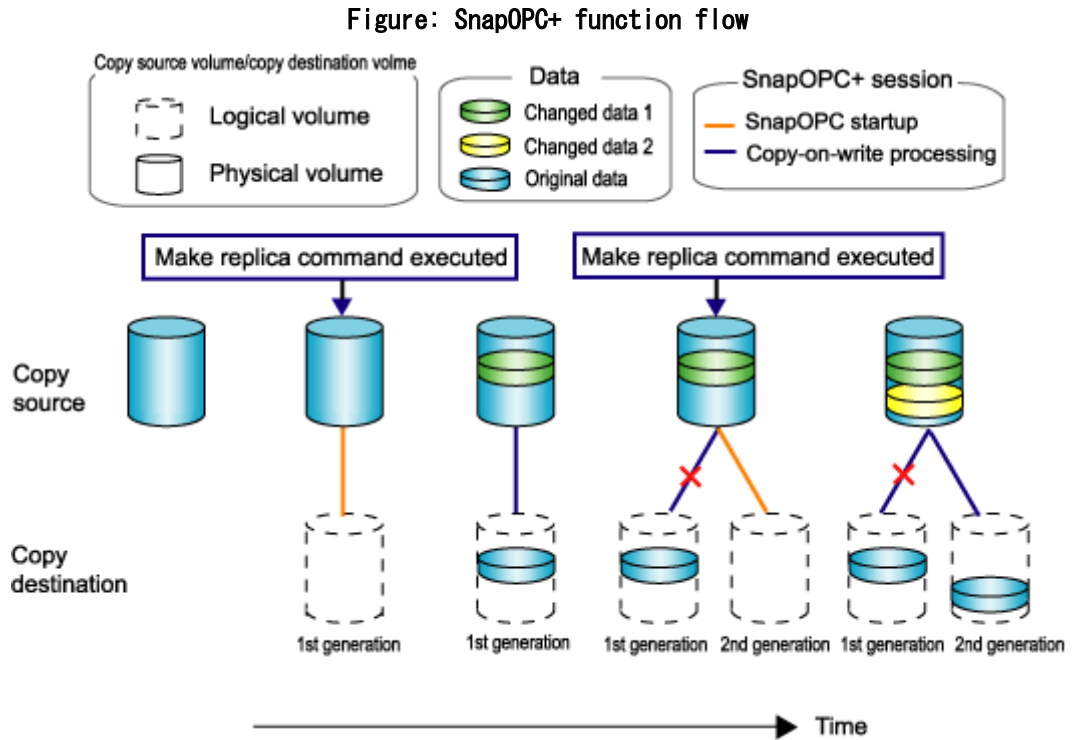 Figure: SnapOPC+ function flow
Copy source volume/copy destination volme
Logical volume
Physical volume
Data
Changed data 1
Changed data 2
Original data
SnapOPC+ session
SnapOPC startup
Copy-on-write processing
Make replica command executed
Make replica command executed
Copy
source
Copy
destination
1st generation
1st generation
1st generation
2nd generation
1st generation
2nd generation
Time